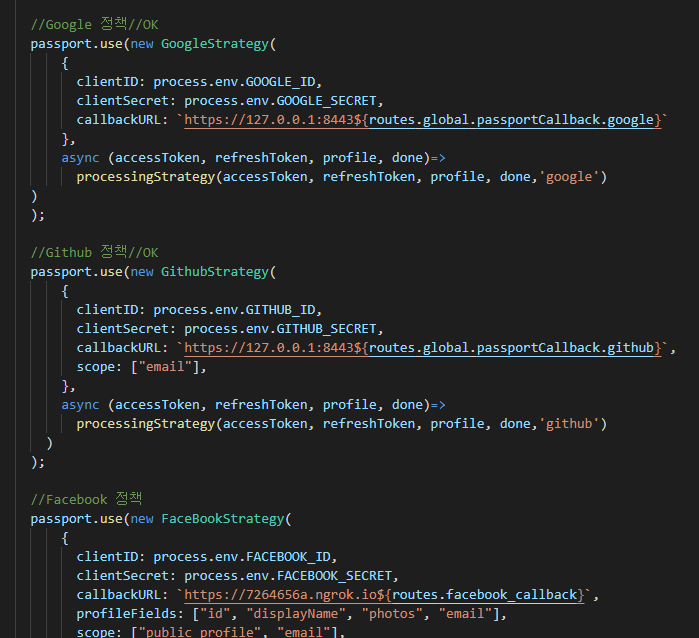 //Google 정책//OK
passport.use(new GoogleStrategy(
{
clientID: process.env.GOOGLE_ID,
clientSecret: process.env.GOOGLE_SECRET,
callbackURL: `https://127.0.0.1:8443${routes.global.passportCallback.google}`
},
async (accessToken, refreshToken, profile, done)=>
processingStrategy(accessToken, refreshToken, profile, done,'google')
)
);
//Github 정책//OK
passport.use(new GithubStrategy(
{
clientID: process.env.GITHUB_ID,
clientSecret: process.env.GITHUB_SECRET,
callbackURL: `https://127.0.0.1:8443${routes.global.passportCallback.github}`,
scope: ["email"],
},
async (accessToken, refreshToken, profile, done)=>
processingStrategy(accessToken, refreshToken, profile, done,'github')
)
);
//Facebook 정책
passport.use(new FaceBookStrategy(
{
clientID: process.env.FACEBOOK_ID,
clientSecret: process.env.FACEBOOK_SECRET,
callbackURL: `https://7264656a.ngrok.io${routes.facebook_callback}`,
profileFields: ["id", "displayName", "photos", "email"],
scope: ["public_profile", "email"],